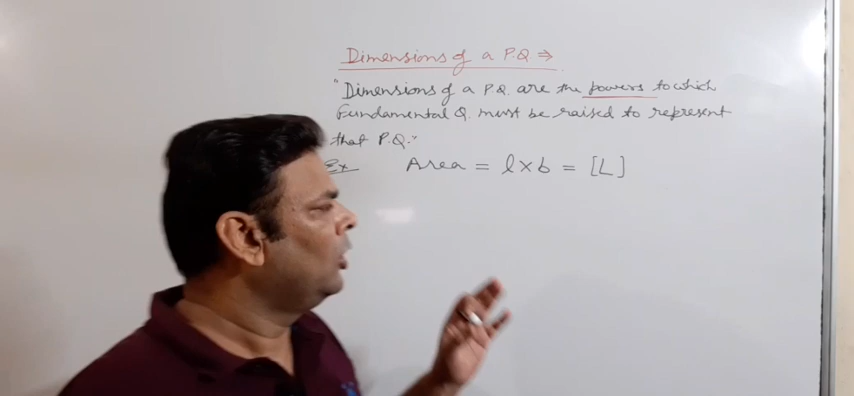 Dimensions of a P.Q ⇒
"Dimensions of a P.Q. are the powers to which
Fundamental Q. must be raised to represent
that P.Q."
Ex Area = l × b = [L]